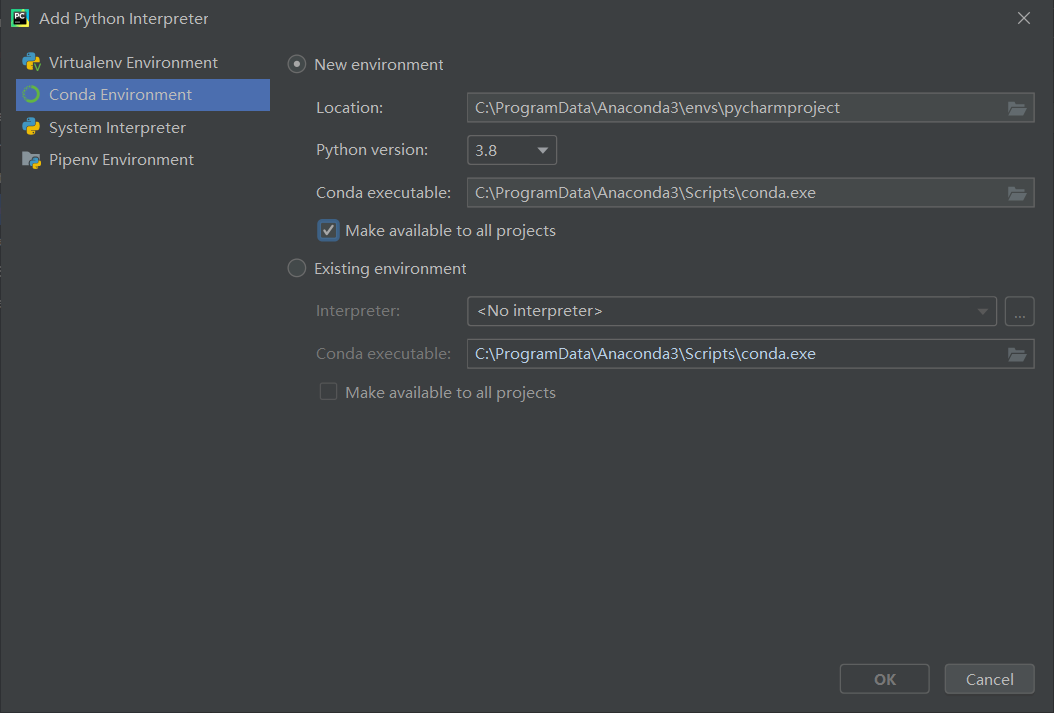 Add Python Interpreter
Virtualenv Environment
Conda Environment
System Interpreter
Pipenv Environment
New environment
Location: C:\ProgramData\Anaconda3\envs\pycharmproject
Python version: 3.8
Conda executable: C:\ProgramData\Anaconda3\Scripts\conda.exe
Make available to all projects
Existing environment
Interpreter: <No interpreter> ...
Conda executable: C:\ProgramData\Anaconda3\Scripts\conda.exe
Make available to all projects
OK Cancel